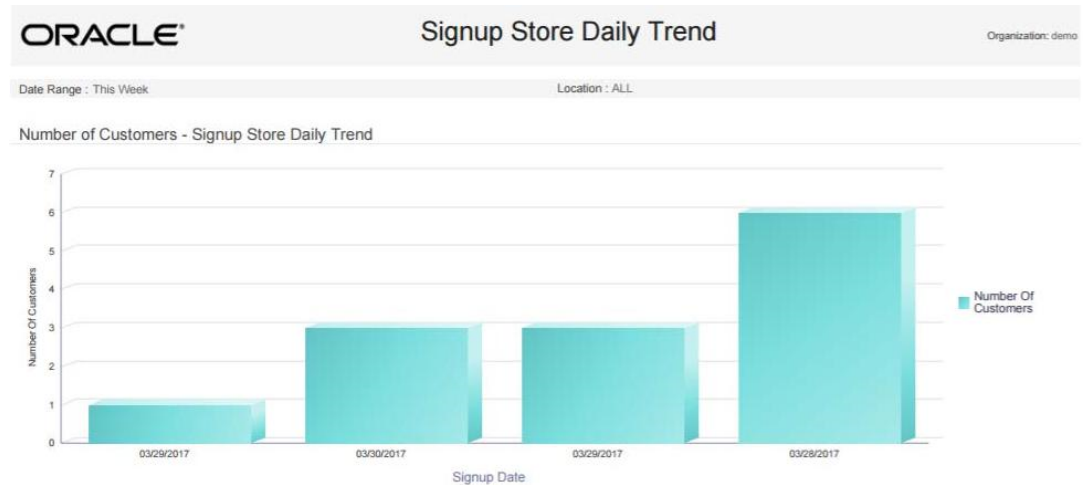 ORACLE®
Signup Store Daily Trend
Organization: demo
Date Range : This Week
Location : ALL
Number of Customers - Signup Store Daily Trend
7
6
5
4
3
2
1
0
Number Of Customers
03/29/2017
03/30/2017
03/29/2017
03/28/2017
Signup Date
Number Of
Customers